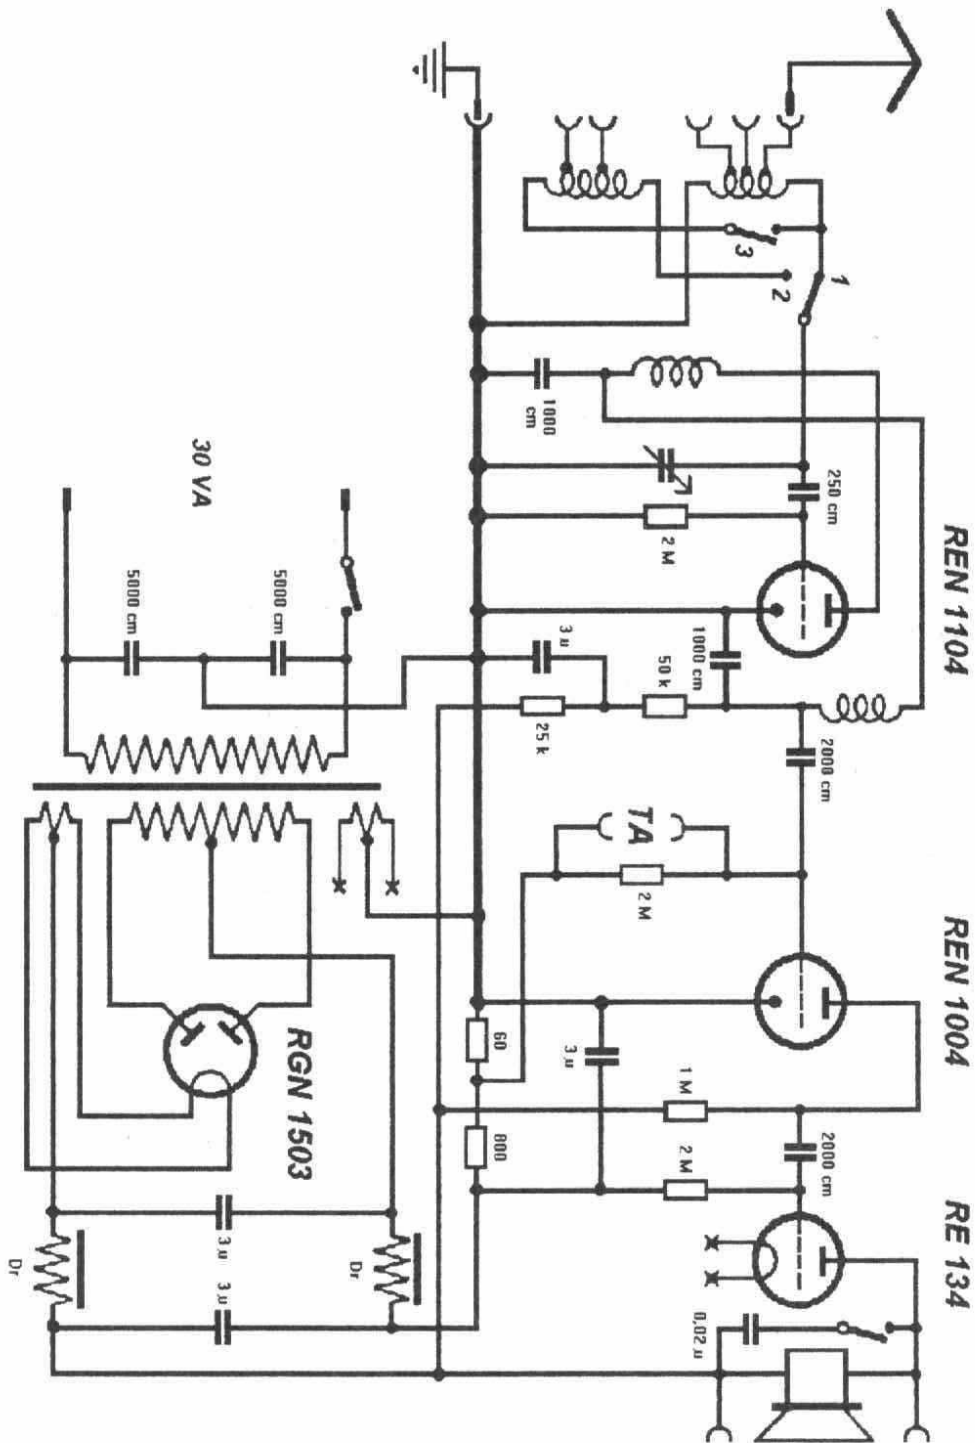 REN 1104
REN 1004
RE 134
1
2
3
250 cm
2000 cm
2000 cm
1000 cm
2 M
1000 cm
50 k
3 µ
25 k
TA
2 M
60
800
3 µ
1 M
2 M
0,02 µ
30 VA
5000 cm
5000 cm
RGN 1503
3 µ
3 µ
Dr
Dr